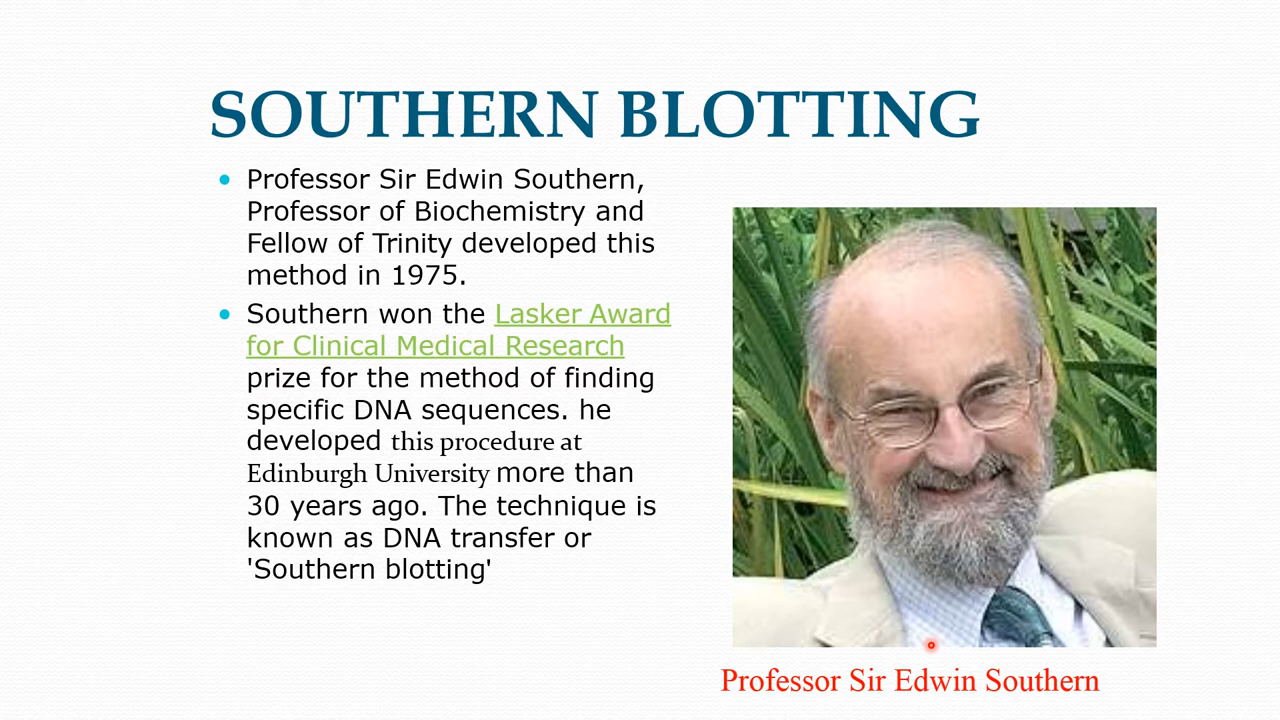 SOUTHERN BLOTTING
Professor Sir Edwin Southern,
Professor of Biochemistry and
Fellow of Trinity developed this
method in 1975.
Southern won the Lasker Award
for Clinical Medical Research
prize for the method of finding
specific DNA sequences. he
developed this procedure at
Edinburgh University more than
30 years ago. The technique is
known as DNA transfer or
'Southern blotting'
Professor Sir Edwin Southern